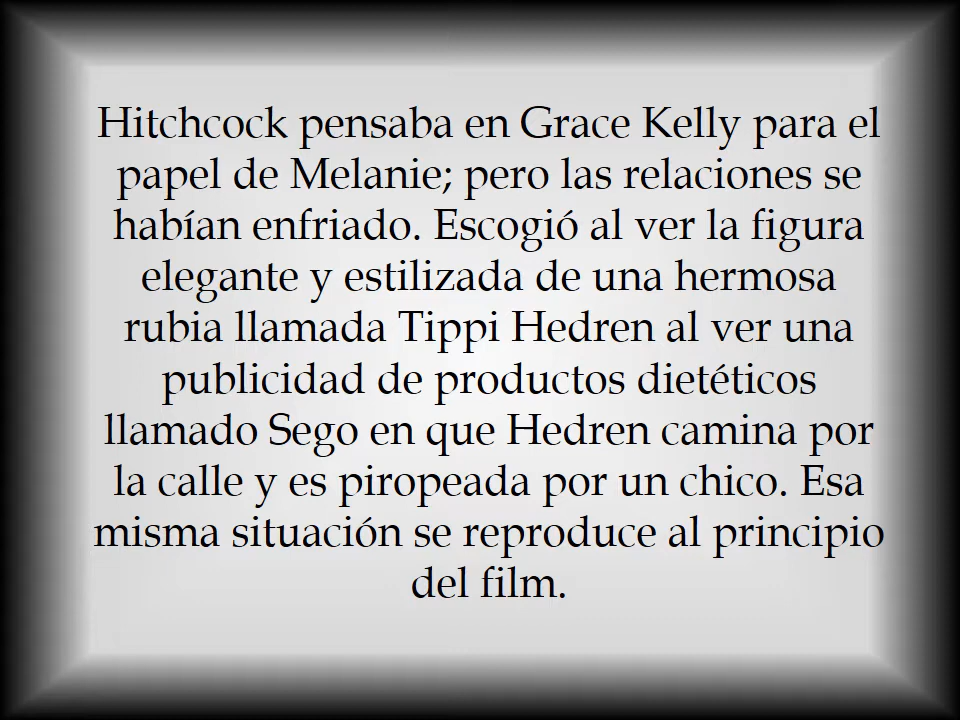 Hitchcock pensaba en Grace Kelly para el
papel de Melanie; pero las relaciones se
habían enfriado. Escogió al ver la figura
elegante y estilizada de una hermosa
rubia llamada Tippi Hedren al ver una
publicidad de productos dietéticos
llamado Sego en que Hedren camina por
la calle y es piropeada por un chico. Esa
misma situación se reproduce al principio
del film.